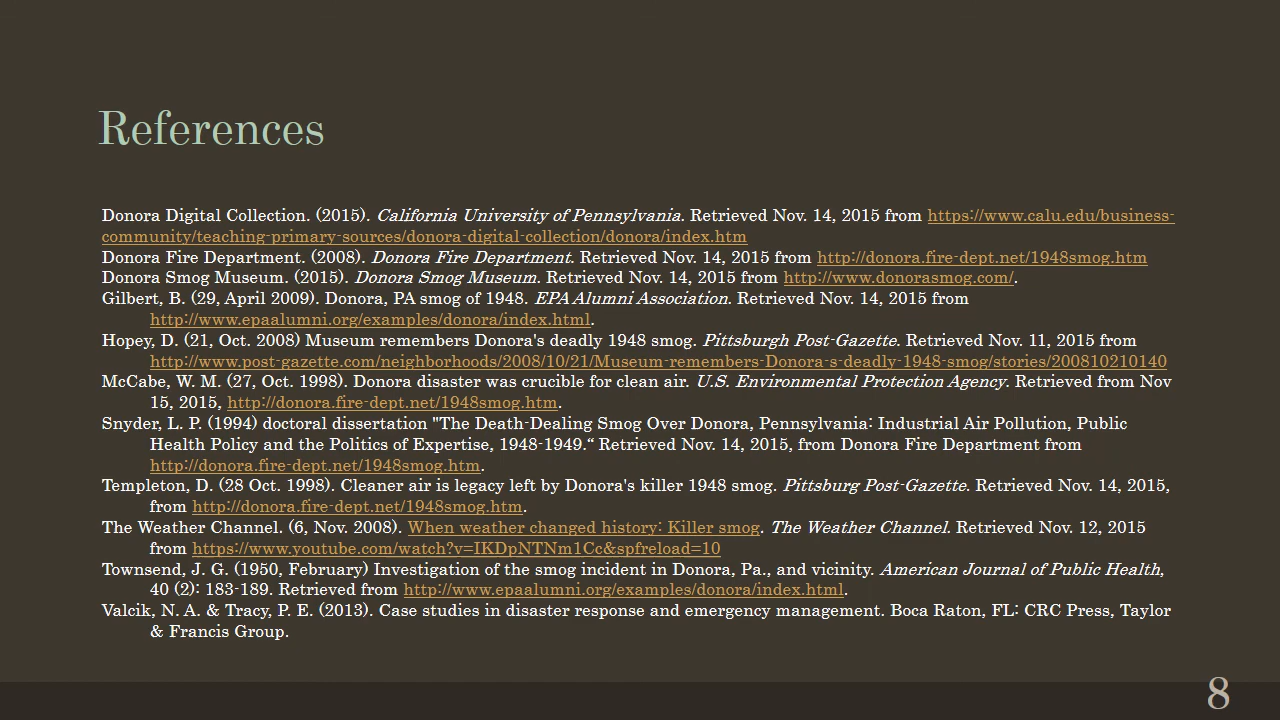 References
Donora Digital Collection. (2015). California University of Pennsylvania. Retrieved Nov. 14, 2015 from https://www.calu.edu/business-
community/teaching-primary-sources/donora-digital-collection/donora/index.htm
Donora Fire Department. (2008). Donora Fire Department. Retrieved Nov. 14, 2015 from http://donora.fire-dept.net/1948smog.htm
Donora Smog Museum. (2015). Donora Smog Museum. Retrieved Nov. 14, 2015 from http://www.donorasmog.com/.
Gilbert, B. (29, April 2009). Donora, PA smog of 1948. EPA Alumni Association. Retrieved Nov. 14, 2015 from
http://www.epaalumni.org/examples/donora/index.html.
Hopey, D. (21, Oct. 2008) Museum remembers Donora's deadly 1948 smog. Pittsburgh Post-Gazette. Retrieved Nov. 11, 2015 from
http://www.post-gazette.com/neighborhoods/2008/10/21/Museum-remembers-Donora-s-deadly-1948-smog/stories/200810210140
McCabe, W. M. (27, Oct. 1998). Donora disaster was crucible for clean air. U.S. Environmental Protection Agency. Retrieved from Nov
15, 2015, http://donora.fire-dept.net/1948smog.htm.
Snyder, L. P. (1994) doctoral dissertation "The Death-Dealing Smog Over Donora, Pennsylvania: Industrial Air Pollution, Public
Health Policy and the Politics of Expertise, 1948-1949.“ Retrieved Nov. 14, 2015, from Donora Fire Department from
http://donora.fire-dept.net/1948smog.htm.
Templeton, D. (28 Oct. 1998). Cleaner air is legacy left by Donora's killer 1948 smog. Pittsburg Post-Gazette. Retrieved Nov. 14, 2015,
from http://donora.fire-dept.net/1948smog.htm.
The Weather Channel. (6, Nov. 2008). When weather changed history: Killer smog. The Weather Channel. Retrieved Nov. 12, 2015
from https://www.youtube.com/watch?v=IKDpNTNm1Cc&spfreload=10
Townsend, J. G. (1950, February) Investigation of the smog incident in Donora, Pa., and vicinity. American Journal of Public Health,
40 (2): 183-189. Retrieved from http://www.epaalumni.org/examples/donora/index.html.
Valcik, N. A. & Tracy, P. E. (2013). Case studies in disaster response and emergency management. Boca Raton, FL: CRC Press, Taylor
& Francis Group.
8